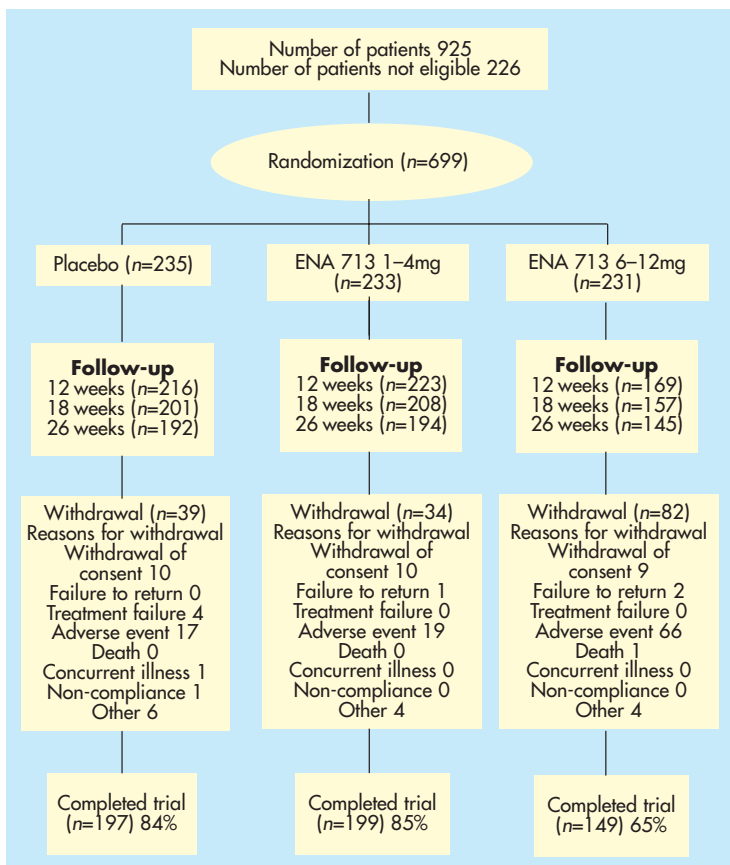 Number of patients 925
Number of patients not eligible 226
Randomization (n=699)
Placebo (n=235)
ENA 713 1–4mg
(n=233)
ENA 713 6–12mg
(n=231)
Follow-up
12 weeks (n=216)
18 weeks (n=201)
26 weeks (n=192)
Follow-up
12 weeks (n=223)
18 weeks (n=208)
26 weeks (n=194)
Follow-up
12 weeks (n=169)
18 weeks (n=157)
26 weeks (n=145)
Withdrawal (n=39)
Reasons for withdrawal
Withdrawal of
consent 10
Failure to return 0
Treatment failure 4
Adverse event 17
Death 0
Concurrent illness 1
Non-compliance 1
Other 6
Withdrawal (n=34)
Reasons for withdrawal
Withdrawal of
consent 10
Failure to return 1
Treatment failure 0
Adverse event 19
Death 0
Concurrent illness 0
Non-compliance 0
Other 4
Withdrawal (n=82)
Reasons for withdrawal
Withdrawal of
consent 9
Failure to return 2
Treatment failure 0
Adverse event 66
Death 1
Concurrent illness 0
Non-compliance 0
Other 4
Completed trial
(n=197) 84%
Completed trial
(n=199) 85%
Completed trial
(n=149) 65%